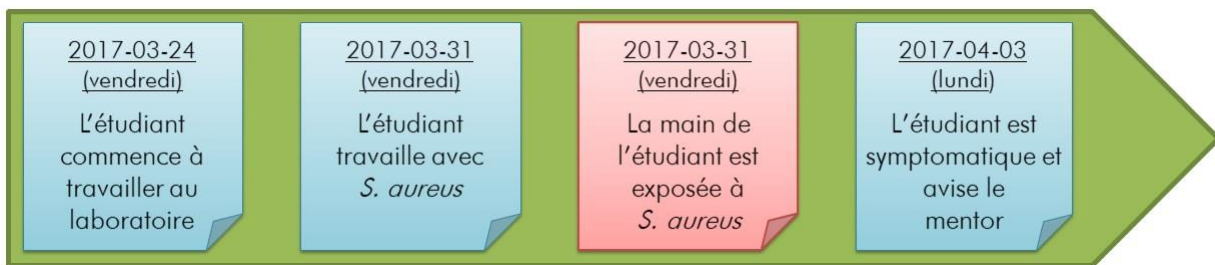 2017-03-24
(vendredi)
L'étudiant
commence à
travailler au
laboratoire
2017-03-31
(vendredi)
L'étudiant
travaille avec
S. aureus
2017-03-31
(vendredi)
La main de
l'étudiant est
exposée à
S. aureus
2017-04-03
(lundi)
L'étudiant est
symptomatique et
avise le
mentor